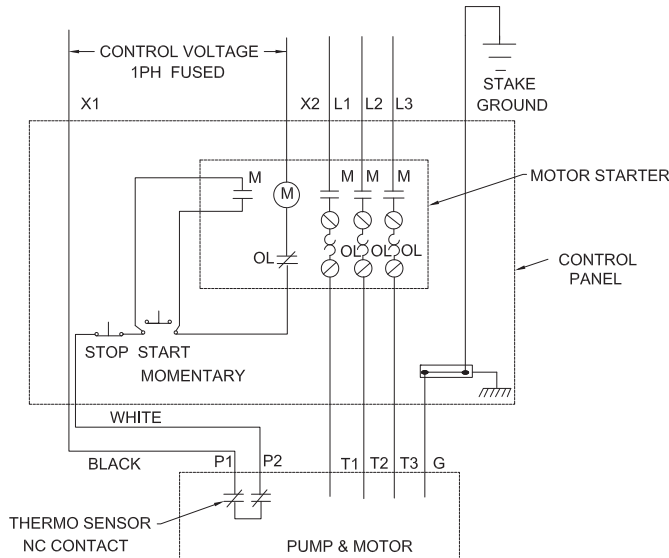 CONTROL VOLTAGE
1PH FUSED
STAKE
GROUND
X1
X2 L1 L2 L3
M
M
M M M
MOTOR STARTER
OL
OL OL OL
CONTROL
PANEL
STOP START
MOMENTARY
WHITE
BLACK
P1 P2 T1 T2 T3 G
THERMO SENSOR
NC CONTACT
PUMP & MOTOR